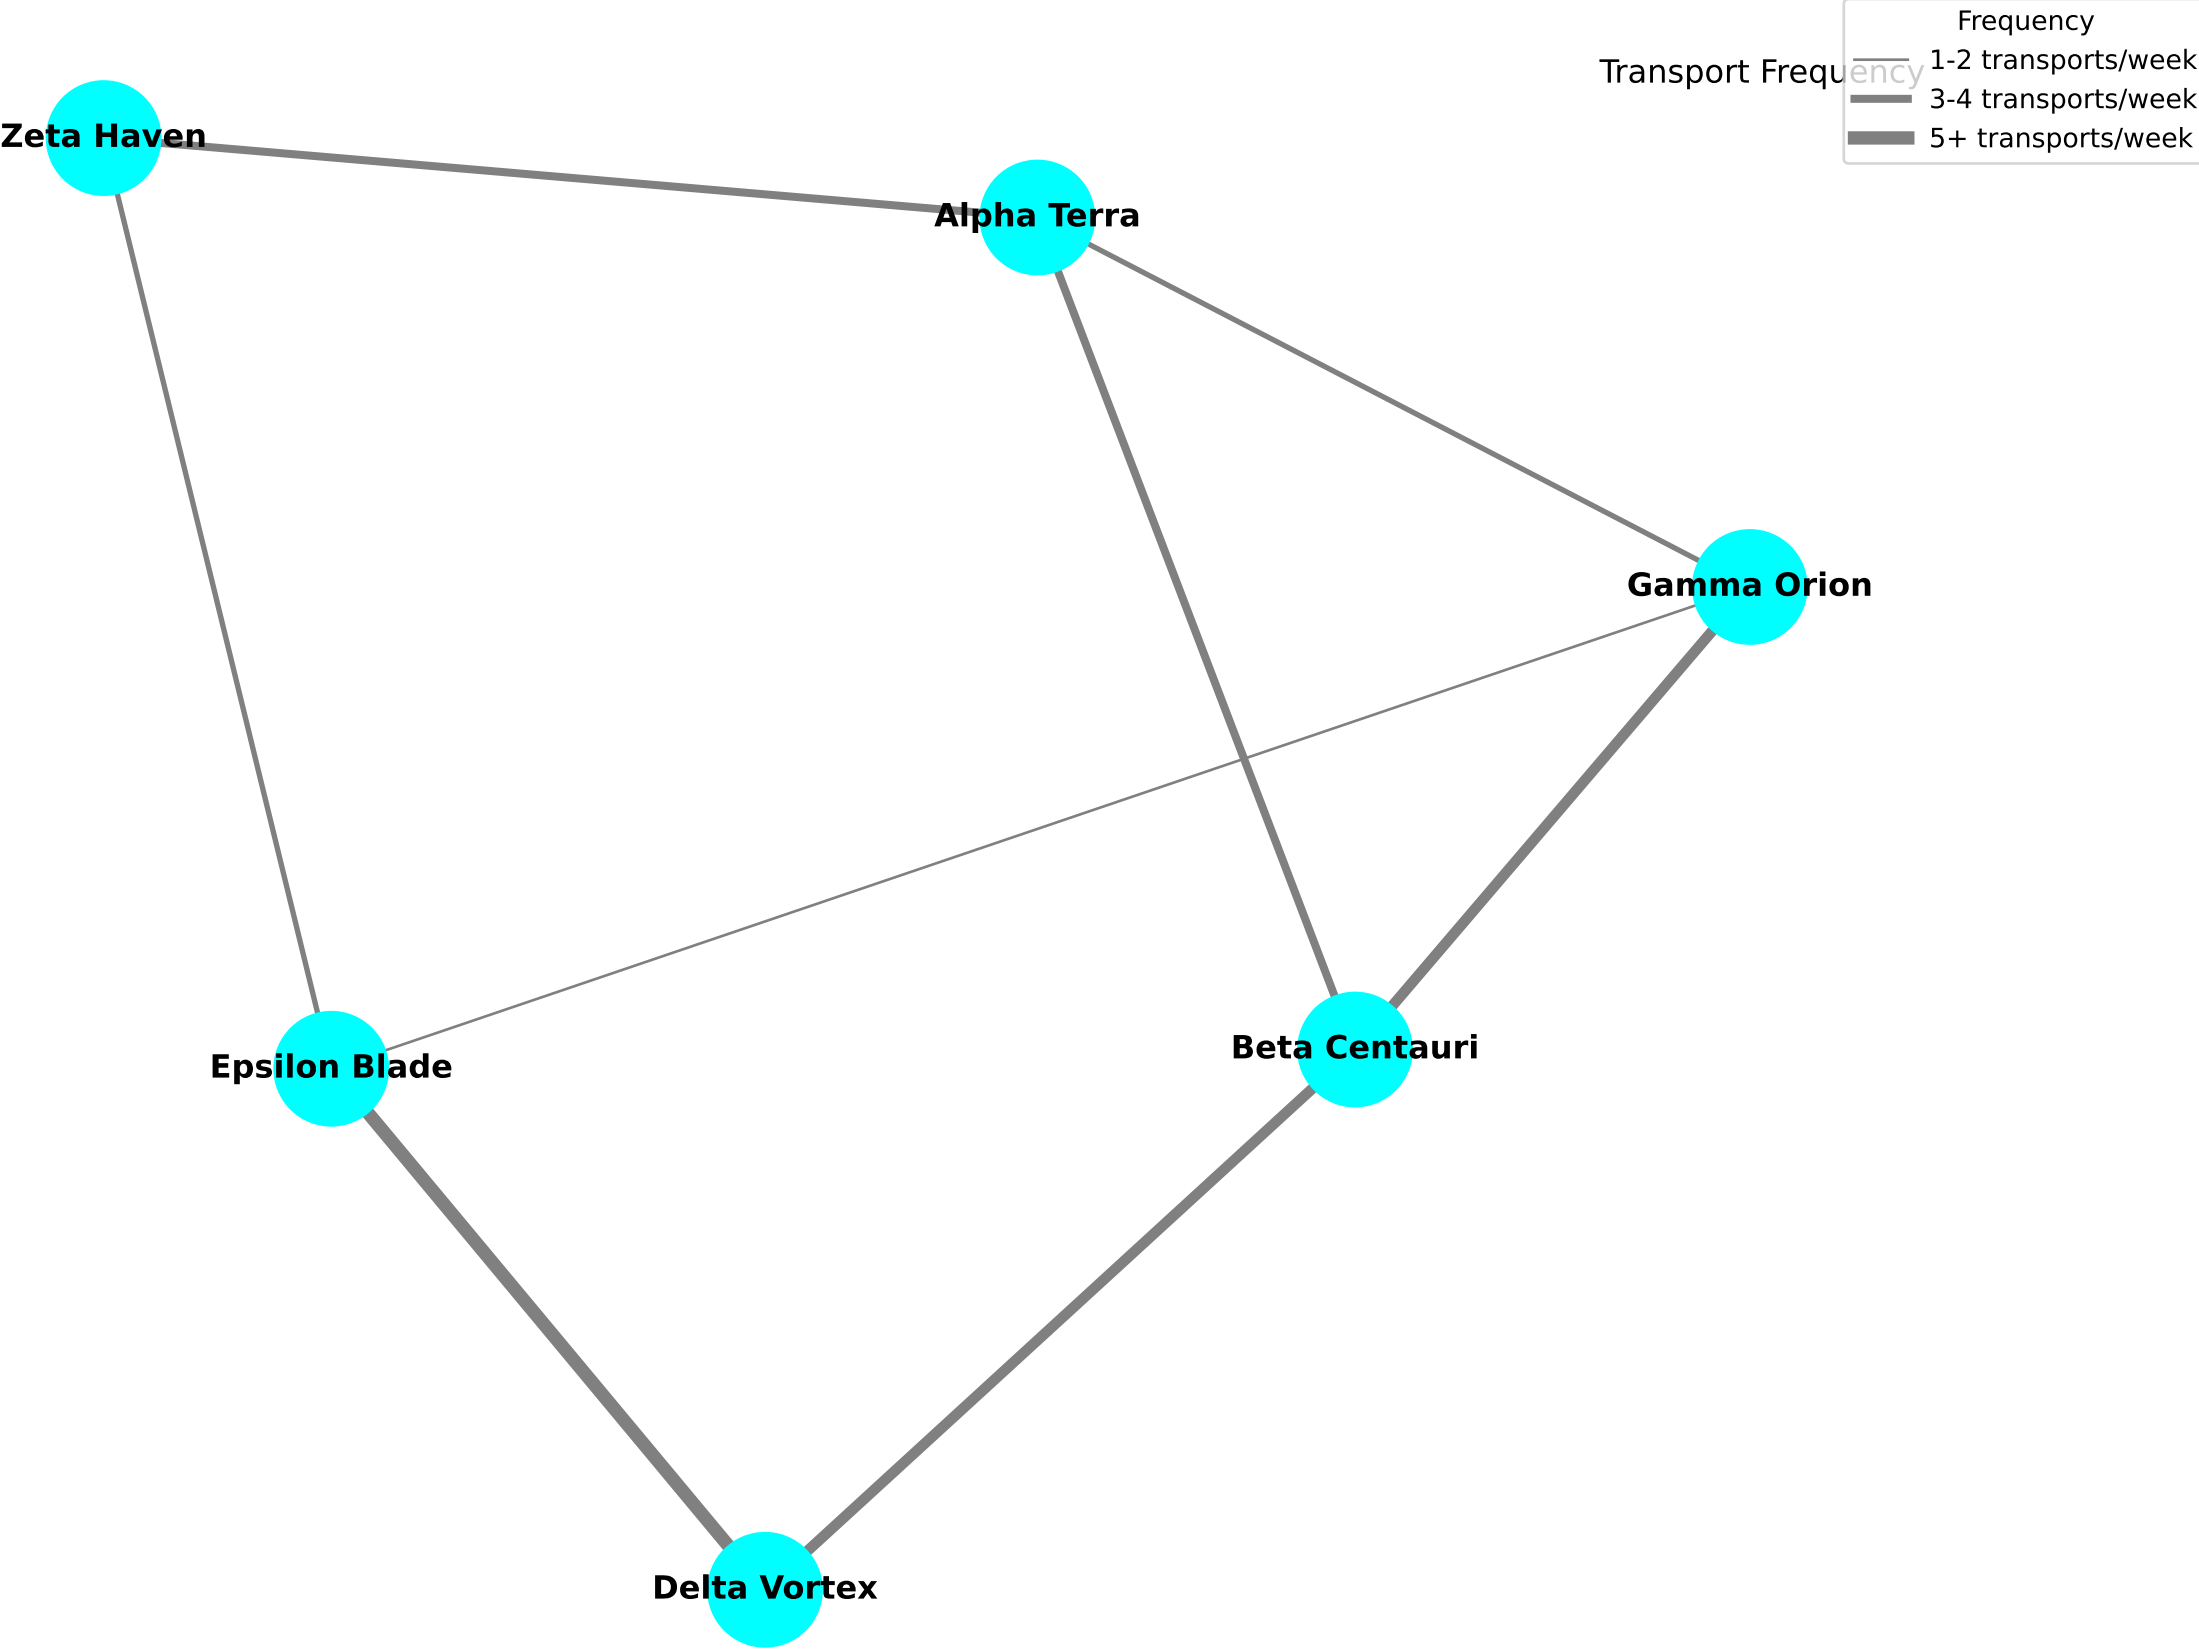 Frequency
1-2 transports/week
Transport Frequency
3-4 transports/week
5+ transports/week
Zeta Haven
Alpha Terra
Gamma Orion
Beta Centauri
Epsilon Blade
Delta Vortex